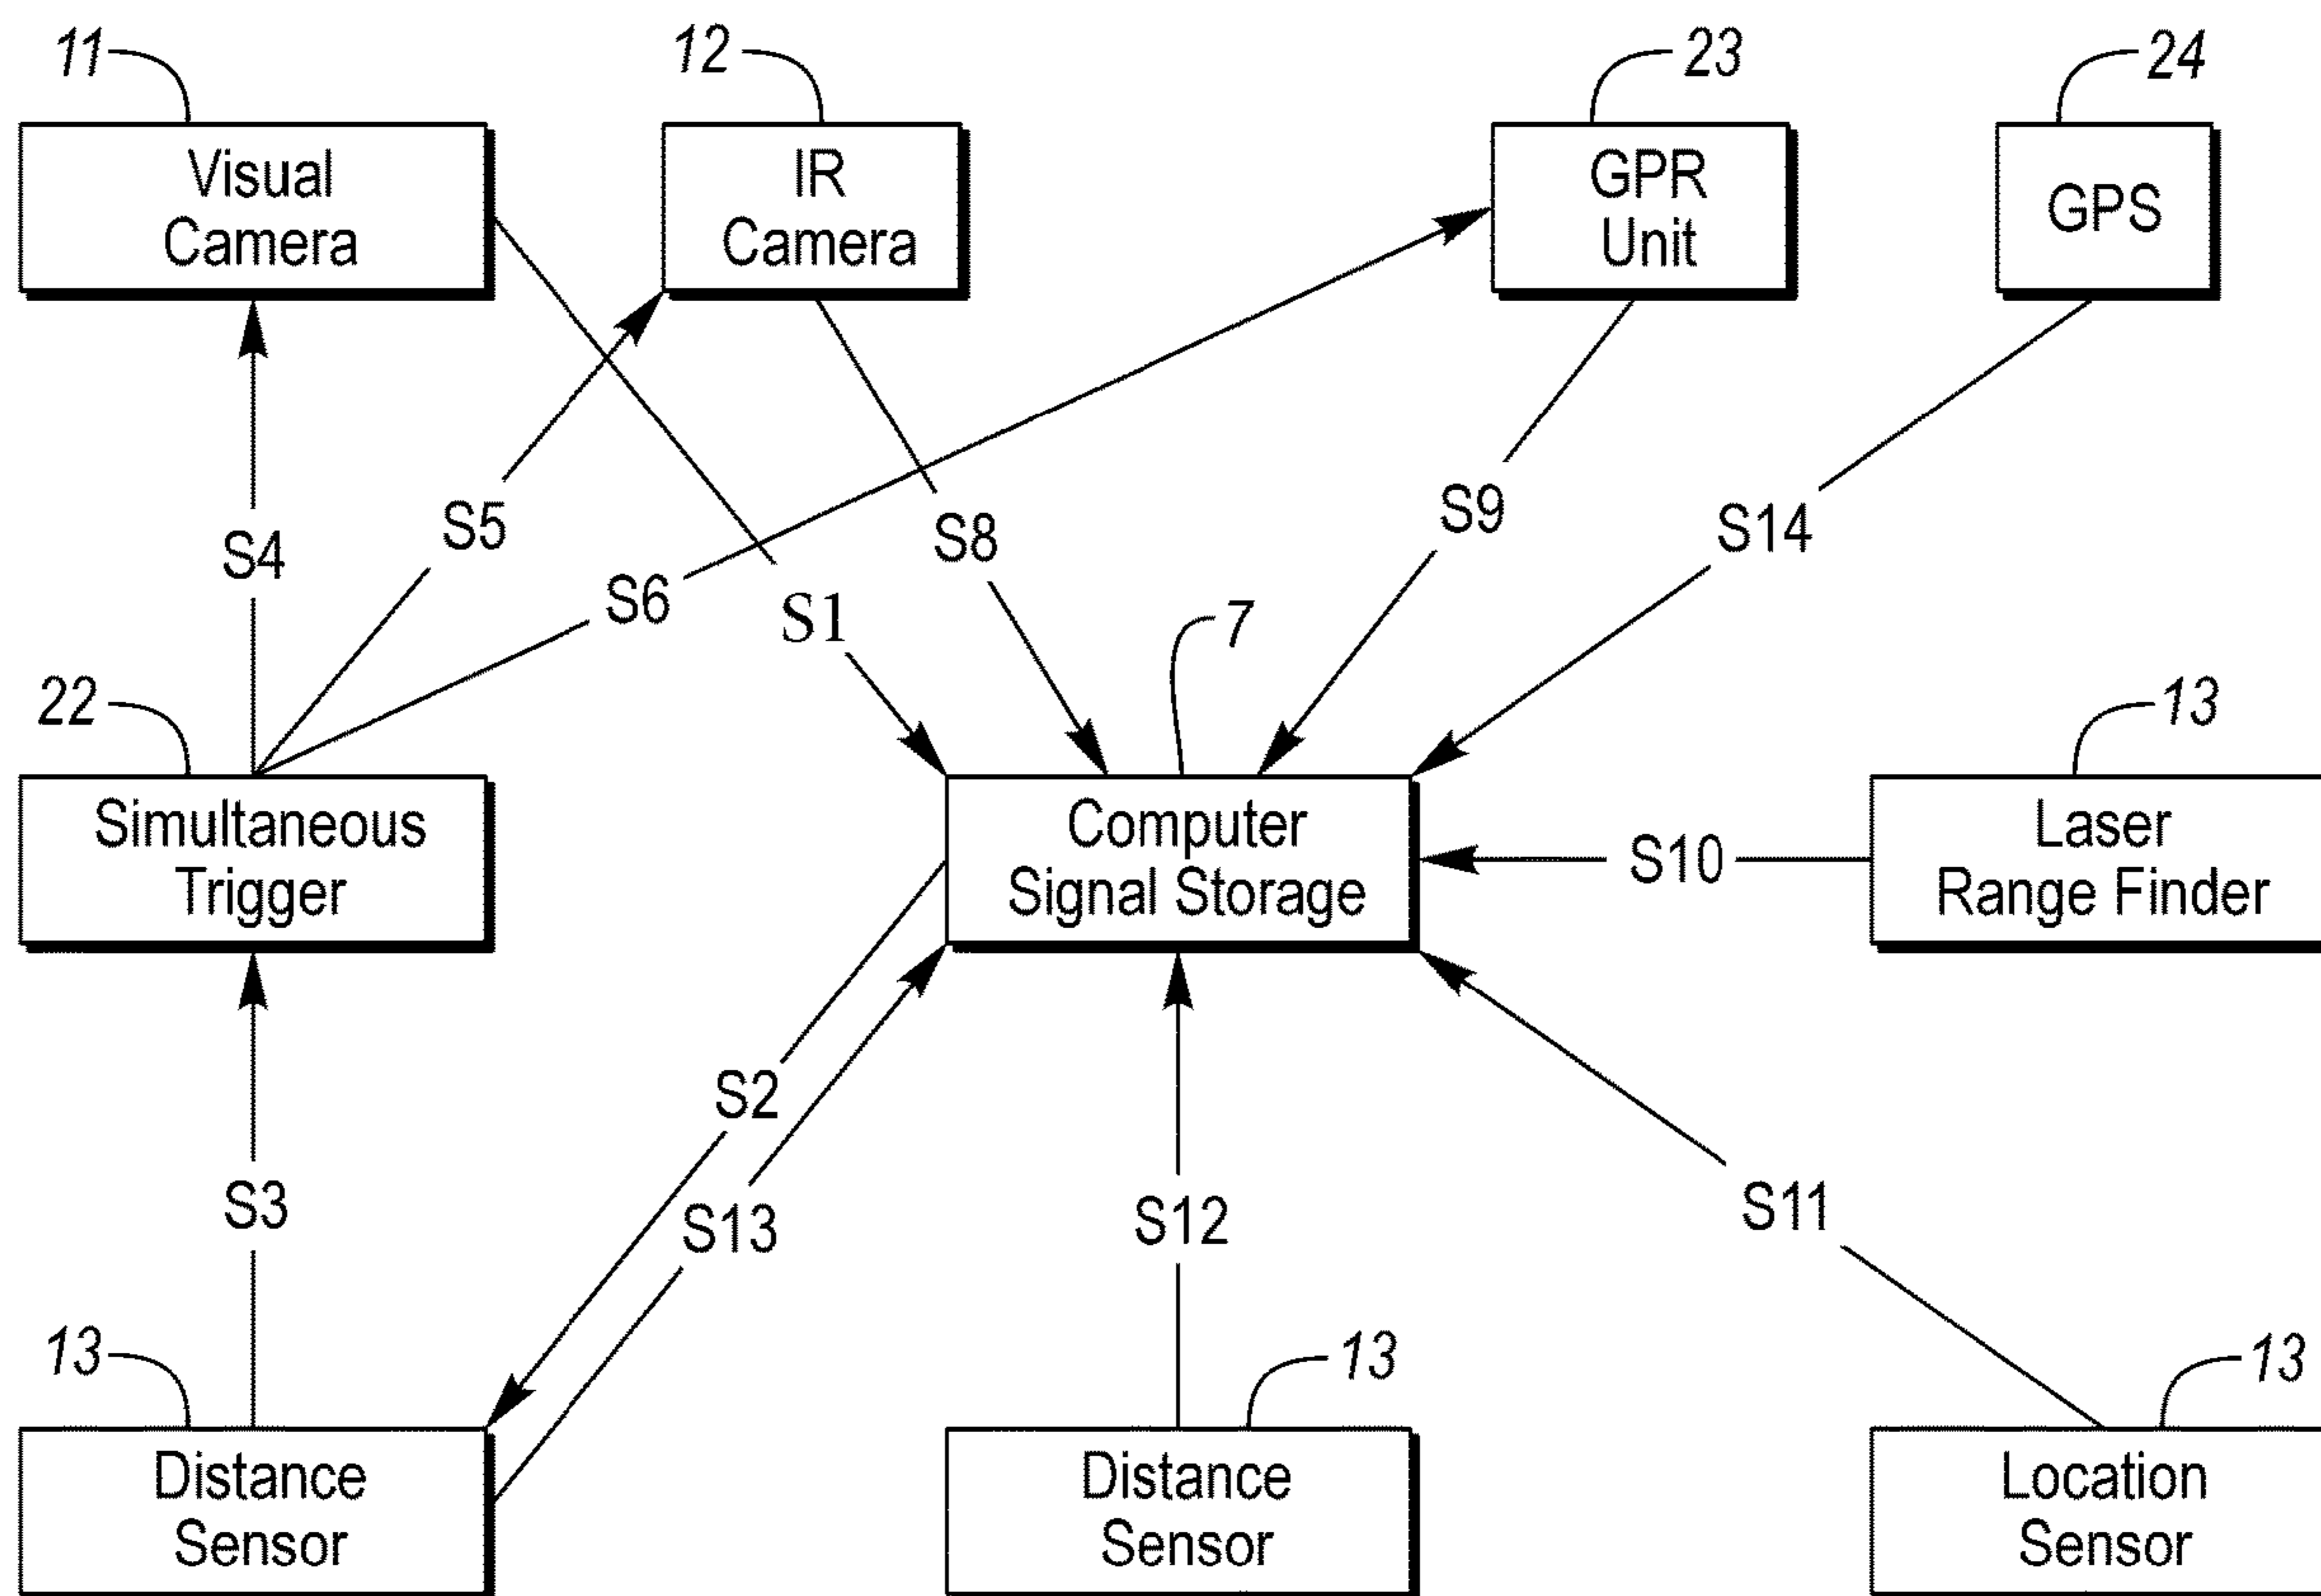 11
12
23
24
Visual
Camera
IR
Camera
GPR
Unit
GPS
S4
S5
S6
S1
S8
S9
S14
22
7
13
Simultaneous
Trigger
Computer
Signal Storage
S10
Laser
Range Finder
S3
S2
S13
S12
S11
13
13
13
Distance
Sensor
Distance
Sensor
Location
Sensor